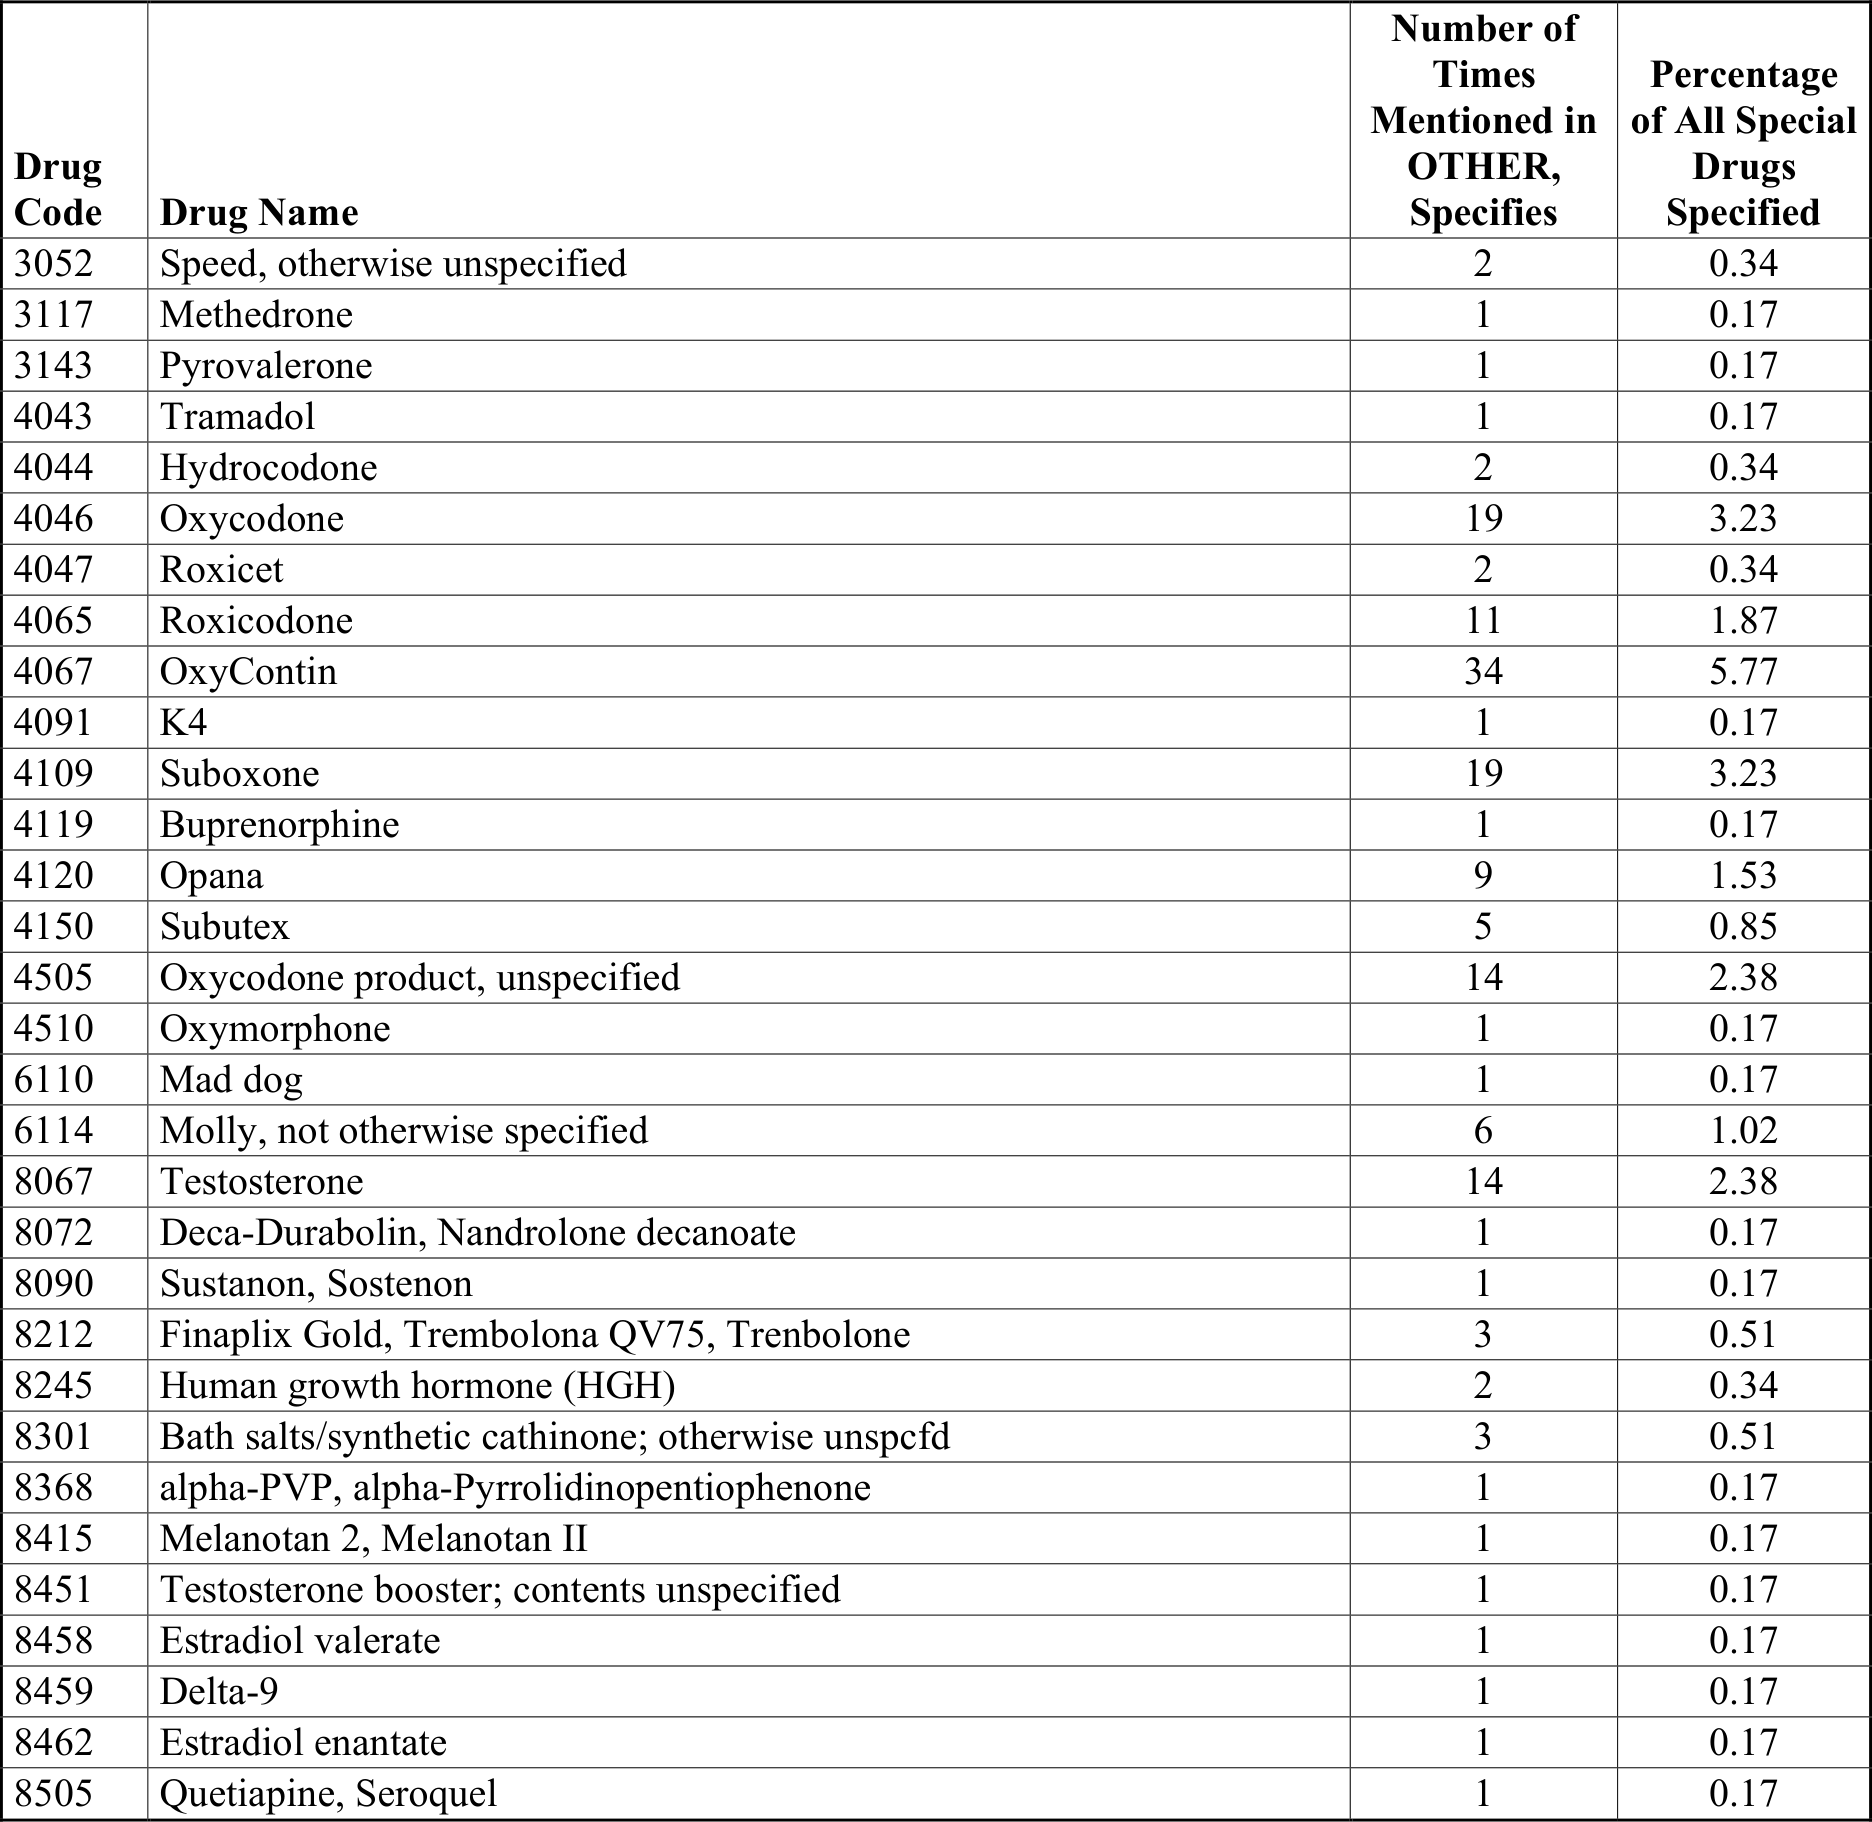 Drug Code | Drug Name | Number of Times Mentioned in OTHER, Specifies | Percentage of All Special Drugs Specified
3052 | Speed, otherwise unspecified | 2 | 0.34
3117 | Methedrone | 1 | 0.17
3143 | Pyrovalerone | 1 | 0.17
4043 | Tramadol | 1 | 0.17
4044 | Hydrocodone | 2 | 0.34
4046 | Oxycodone | 19 | 3.23
4047 | Roxicet | 2 | 0.34
4065 | Roxicodone | 11 | 1.87
4067 | OxyContin | 34 | 5.77
4091 | K4 | 1 | 0.17
4109 | Suboxone | 19 | 3.23
4119 | Buprenorphine | 1 | 0.17
4120 | Opana | 9 | 1.53
4150 | Subutex | 5 | 0.85
4505 | Oxycodone product, unspecified | 14 | 2.38
4510 | Oxymorphone | 1 | 0.17
6110 | Mad dog | 1 | 0.17
6114 | Molly, not otherwise specified | 6 | 1.02
8067 | Testosterone | 14 | 2.38
8072 | Deca-Durabolin, Nandrolone decanoate | 1 | 0.17
8090 | Sustanon, Sostenon | 1 | 0.17
8212 | Finaplix Gold, Trembolona QV75, Trenbolone | 3 | 0.51
8245 | Human growth hormone (HGH) | 2 | 0.34
8301 | Bath salts/synthetic cathinone; otherwise unspcfd | 3 | 0.51
8368 | alpha-PVP, alpha-Pyrrolidinopentiophenone | 1 | 0.17
8415 | Melanotan 2, Melanotan II | 1 | 0.17
8451 | Testosterone booster; contents unspecified | 1 | 0.17
8458 | Estradiol valerate | 1 | 0.17
8459 | Delta-9 | 1 | 0.17
8462 | Estradiol enantate | 1 | 0.17
8505 | Quetiapine, Seroquel | 1 | 0.17